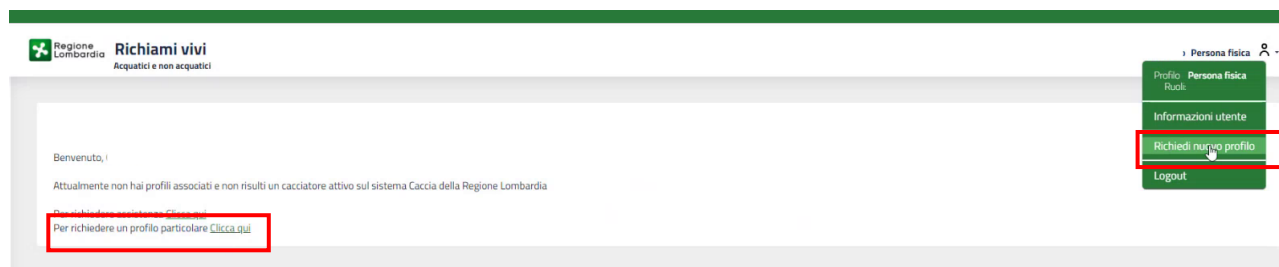 Regione
Lombardia
Richiami vivi
Acquatici e non acquatici
Persona fisica
Profilo Persona fisica
Ruoli:
Informazioni utente
Richiedi nuovo profilo
Logout
Benvenuto,
Attualmente non hai profili associati e non risulti un cacciatore attivo sul sistema Caccia della Regione Lombardia
Per richiedere assistenza Clicca qui
Per richiedere un profilo particolare Clicca qui